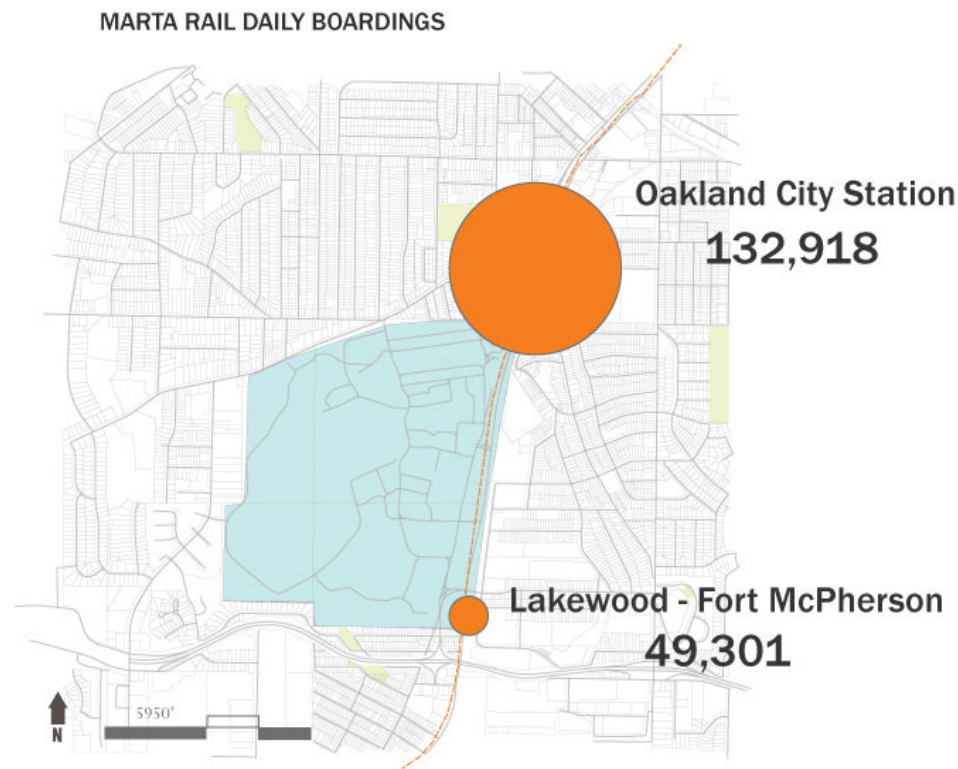 MARTA RAIL DAILY BOARDINGS
Oakland City Station
132,918
Lakewood - Fort McPherson
49,301
5950'
N